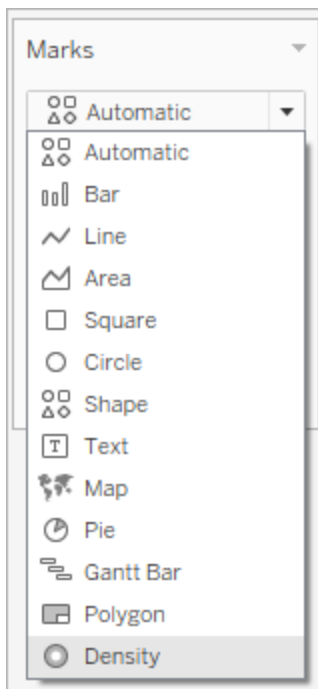 Marks
Automatic
Automatic
Bar
Line
Area
Square
Circle
Shape
T Text
Map
Pie
Gantt Bar
Polygon
Density